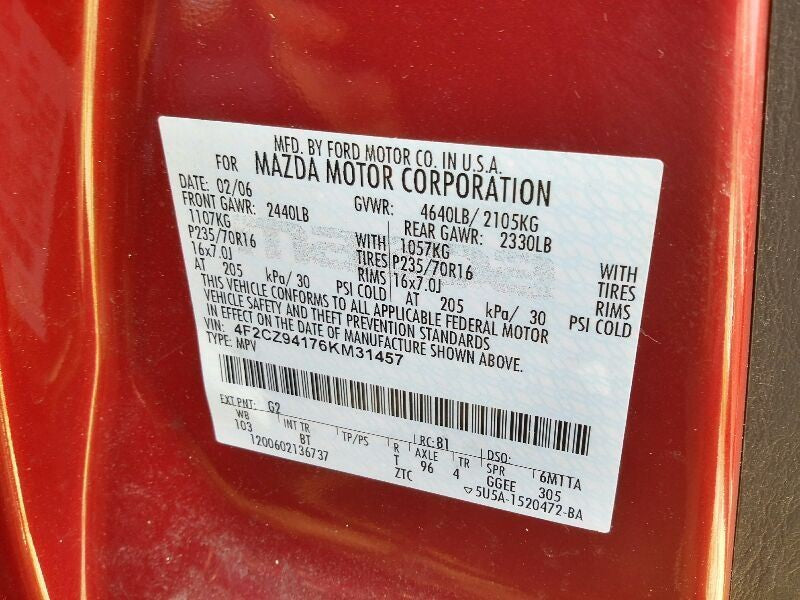 MFD. BY FORD MOTOR CO. IN U.S.A.
FOR MAZDA MOTOR CORPORATION
DATE: 02/06 GVWR: 4640LB/ 2105KG
FRONT GAWR: 2440LB REAR GAWR: 2330LB
1107KG WITH 1057KG WITH
P235/70R16 TIRES P235/70R16 TIRES
16x7.0J RIMS 16x7.0J RIMS
AT 205 kPa/ 30 PSI COLD AT 205 kPa/ 30 PSI COLD
THIS VEHICLE CONFORMS TO ALL APPLICABLE FEDERAL MOTOR
VEHICLE SAFETY AND THEFT PREVENTION STANDARDS
IN EFFECT ON THE DATE OF MANUFACTURE SHOWN ABOVE.
VIN: 4F2CZ94176KM31457
TYPE: MPV
EXT PNT: G2 RC: B1 DSO:
WB INT TR TP/PS R AXLE TR SPR 6MTTA
103 BT T 96 4 GGEE 305
1200602136737 ZTC ▽5U5A-1520472-BA